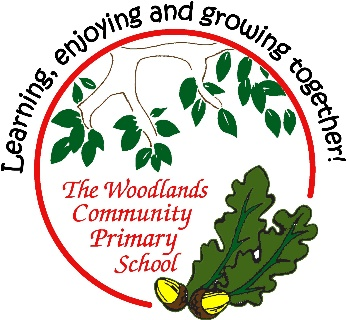 Learning, enjoying and growing together!
The Woodlands
Community
Primary
School